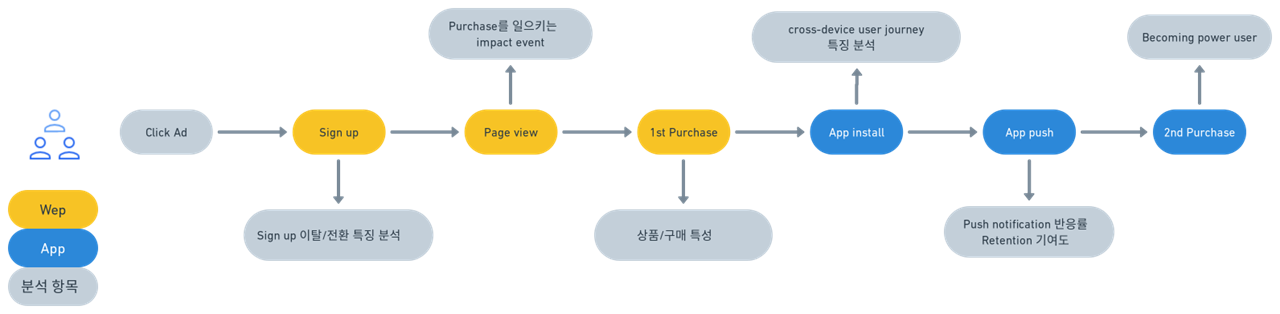 Purchase를 일으키는
impact event
cross-device user journey
특징 분석
Becoming power user
Click Ad
Sign up
Page view
1st Purchase
App install
App push
2nd Purchase
Wep
App
분석 항목
Sign up 이탈/전환 특징 분석
상품/구매 특성
Push notification 반응률
Retention 기여도